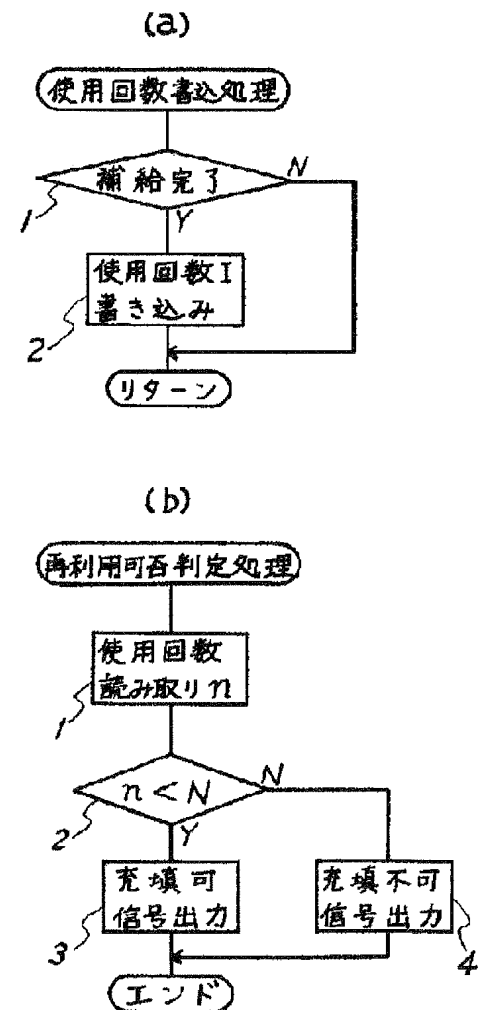 (a)
使用回数書込処理
補給完了
N
1
Y
使用回数I
書き込み
2
リターン
(b)
再利用可否判定処理
使用回数
読み取りn
1
n<N
N
2
Y
充填可
信号出力
3
充填不可
信号出力
4
エンド